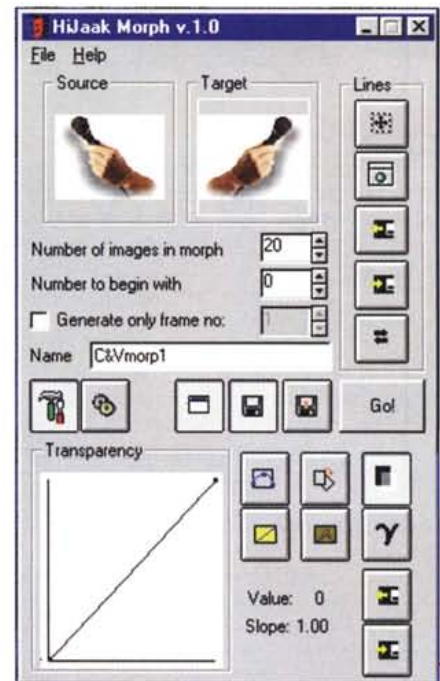 HiJaak Morph v.1.0
File Help
Source Target Lines
Number of images in morph 20
Number to begin with 0
Generate only frame no: 1
Name C&Vmorp1
Go!
Transparency
γ
Value: 0
Slope: 1.00